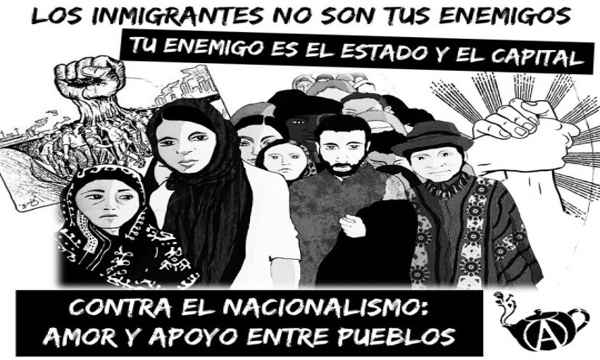 LOS INMIGRANTES NO SON TUS ENEMIGOS
TU ENEMIGO ES EL ESTADO Y EL CAPITAL
CONTRA EL NACIONALISMO:
AMOR Y APOYO ENTRE PUEBLOS
A